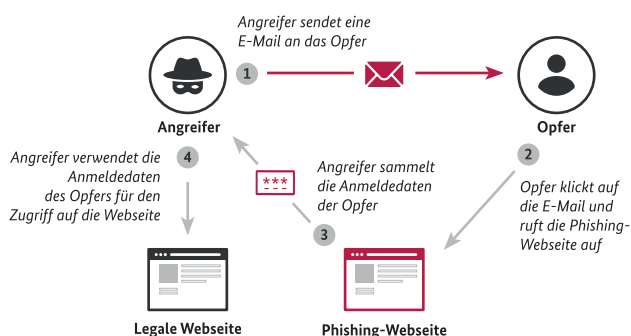 Angreifer sendet eine
E-Mail an das Opfer
1
Angreifer
Opfer
Angreifer verwendet die
Anmeldedaten
des Opfers für den
Zugriff auf die Webseite
4
***
Angreifer sammelt
die Anmeldedaten
der Opfer
3
2
Opfer klickt auf
die E-Mail und
ruft die Phishing-
Webseite auf
Legale Webseite
Phishing-Webseite